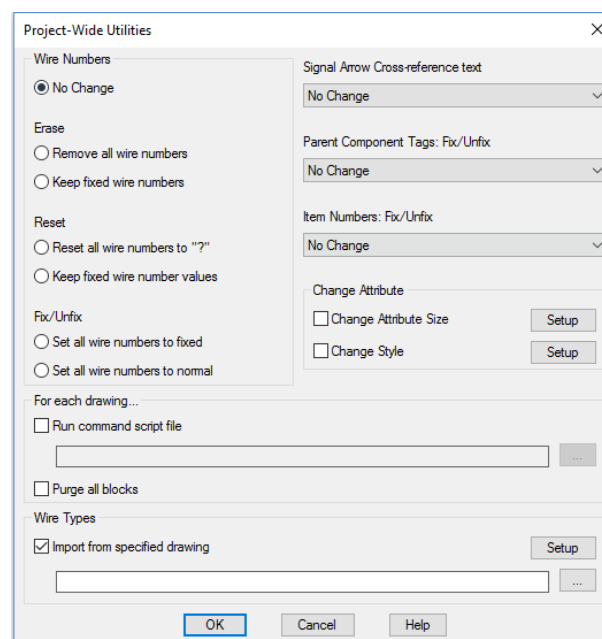 Project-Wide Utilities
Wire Numbers
No Change
Erase
Remove all wire numbers
Keep fixed wire numbers
Reset
Reset all wire numbers to "?"
Keep fixed wire number values
Fix/Unfix
Set all wire numbers to fixed
Set all wire numbers to normal
Signal Arrow Cross-reference text
No Change
Parent Component Tags: Fix/Unfix
No Change
Item Numbers: Fix/Unfix
No Change
Change Attribute
Change Attribute Size
Setup
Change Style
Setup
For each drawing...
Run command script file
...
Purge all blocks
Wire Types
Import from specified drawing
Setup
...
OK
Cancel
Help